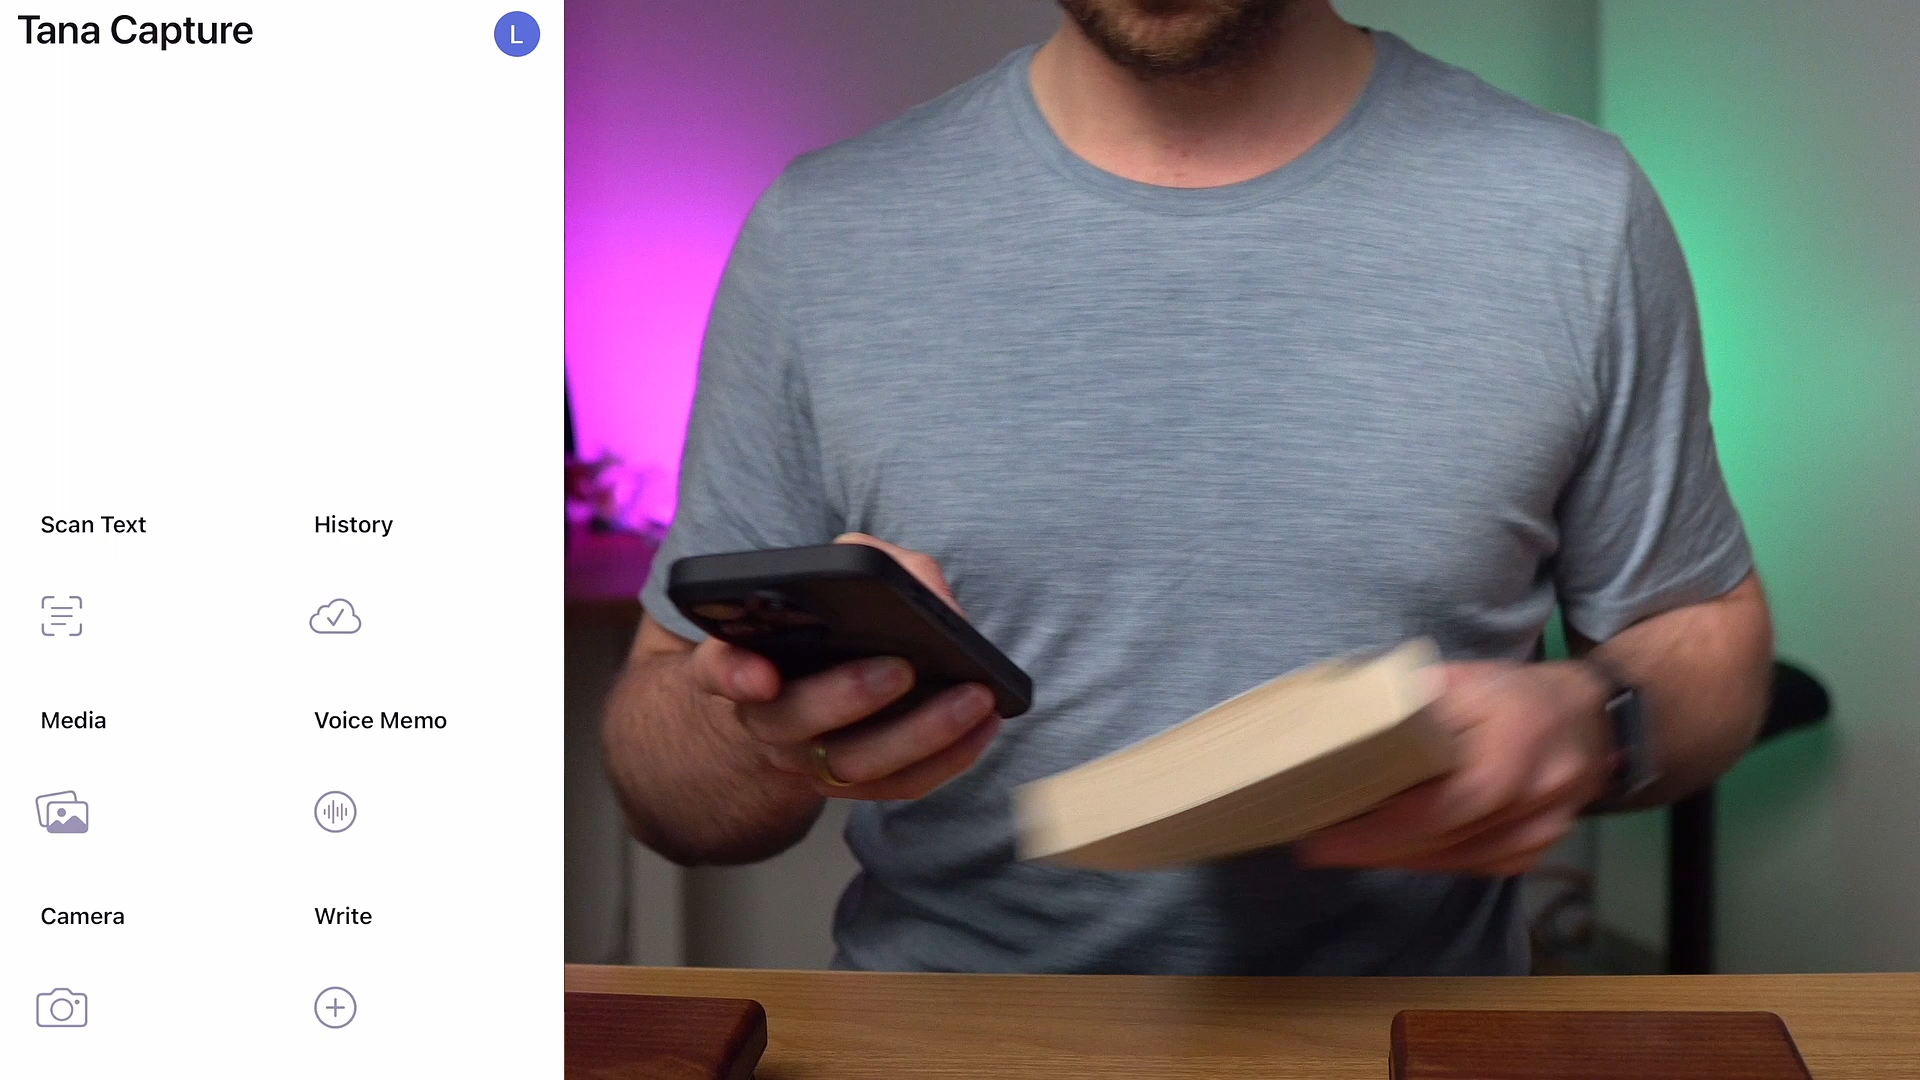 Tana Capture
L
Scan Text
History
Media
Voice Memo
Camera
Write